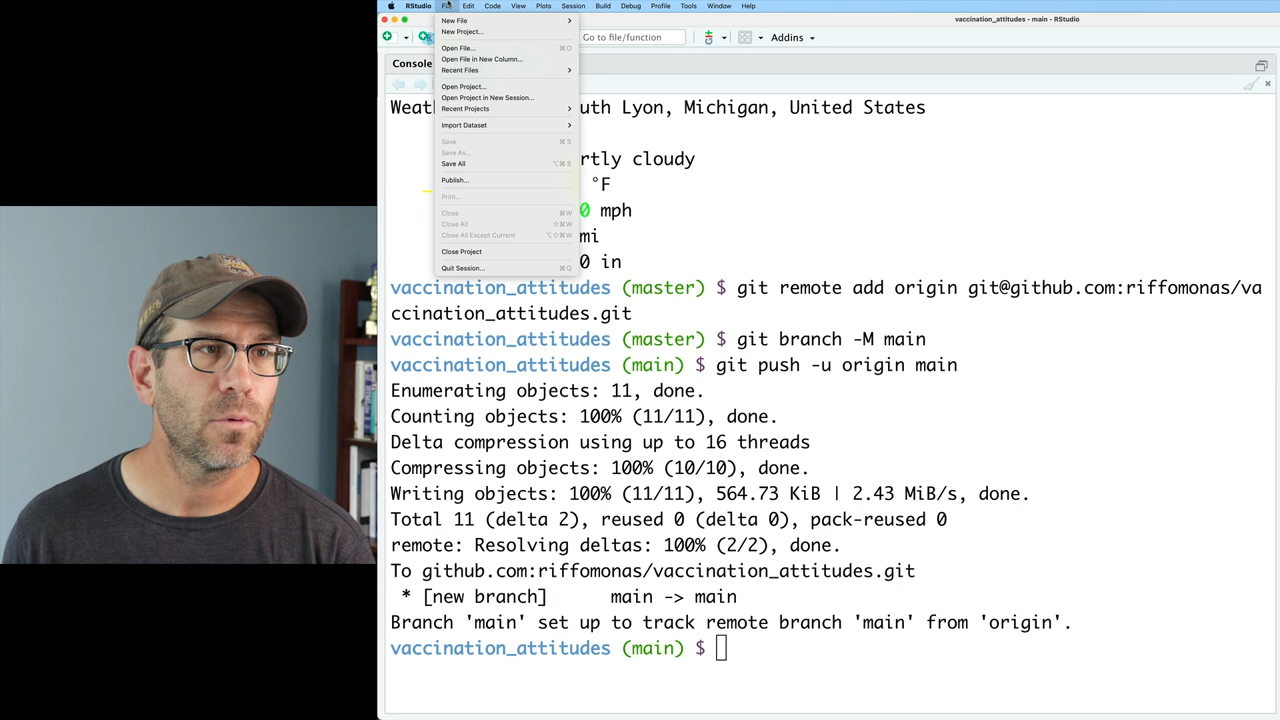 RStudio File Edit Code View Plots Session Build Debug Profile Tools Window Help
vaccination_attitudes - main - RStudio
Go to file/function Addins
New File
New Project...
Open File... ⌘O
Open File in New Column...
Recent Files
Open Project...
Open Project in New Session...
Recent Projects
Import Dataset
Save ⌘S
Save As...
Save All ⌥⌘S
Publish...
Print...
Close ⌘W
Close All ⇧⌘W
Close All Except Current ⌥⇧⌘W
Close Project
Quit Session... ⌘Q
Console
Weat uth Lyon, Michigan, United States
rtly cloudy
°F
0 mph
mi
0 in
vaccination_attitudes (master) $ git remote add origin git@github.com:riffomonas/va
ccination_attitudes.git
vaccination_attitudes (master) $ git branch -M main
vaccination_attitudes (main) $ git push -u origin main
Enumerating objects: 11, done.
Counting objects: 100% (11/11), done.
Delta compression using up to 16 threads
Compressing objects: 100% (10/10), done.
Writing objects: 100% (11/11), 564.73 KiB | 2.43 MiB/s, done.
Total 11 (delta 2), reused 0 (delta 0), pack-reused 0
remote: Resolving deltas: 100% (2/2), done.
To github.com:riffomonas/vaccination_attitudes.git
* [new branch] main -> main
Branch 'main' set up to track remote branch 'main' from 'origin'.
vaccination_attitudes (main) $